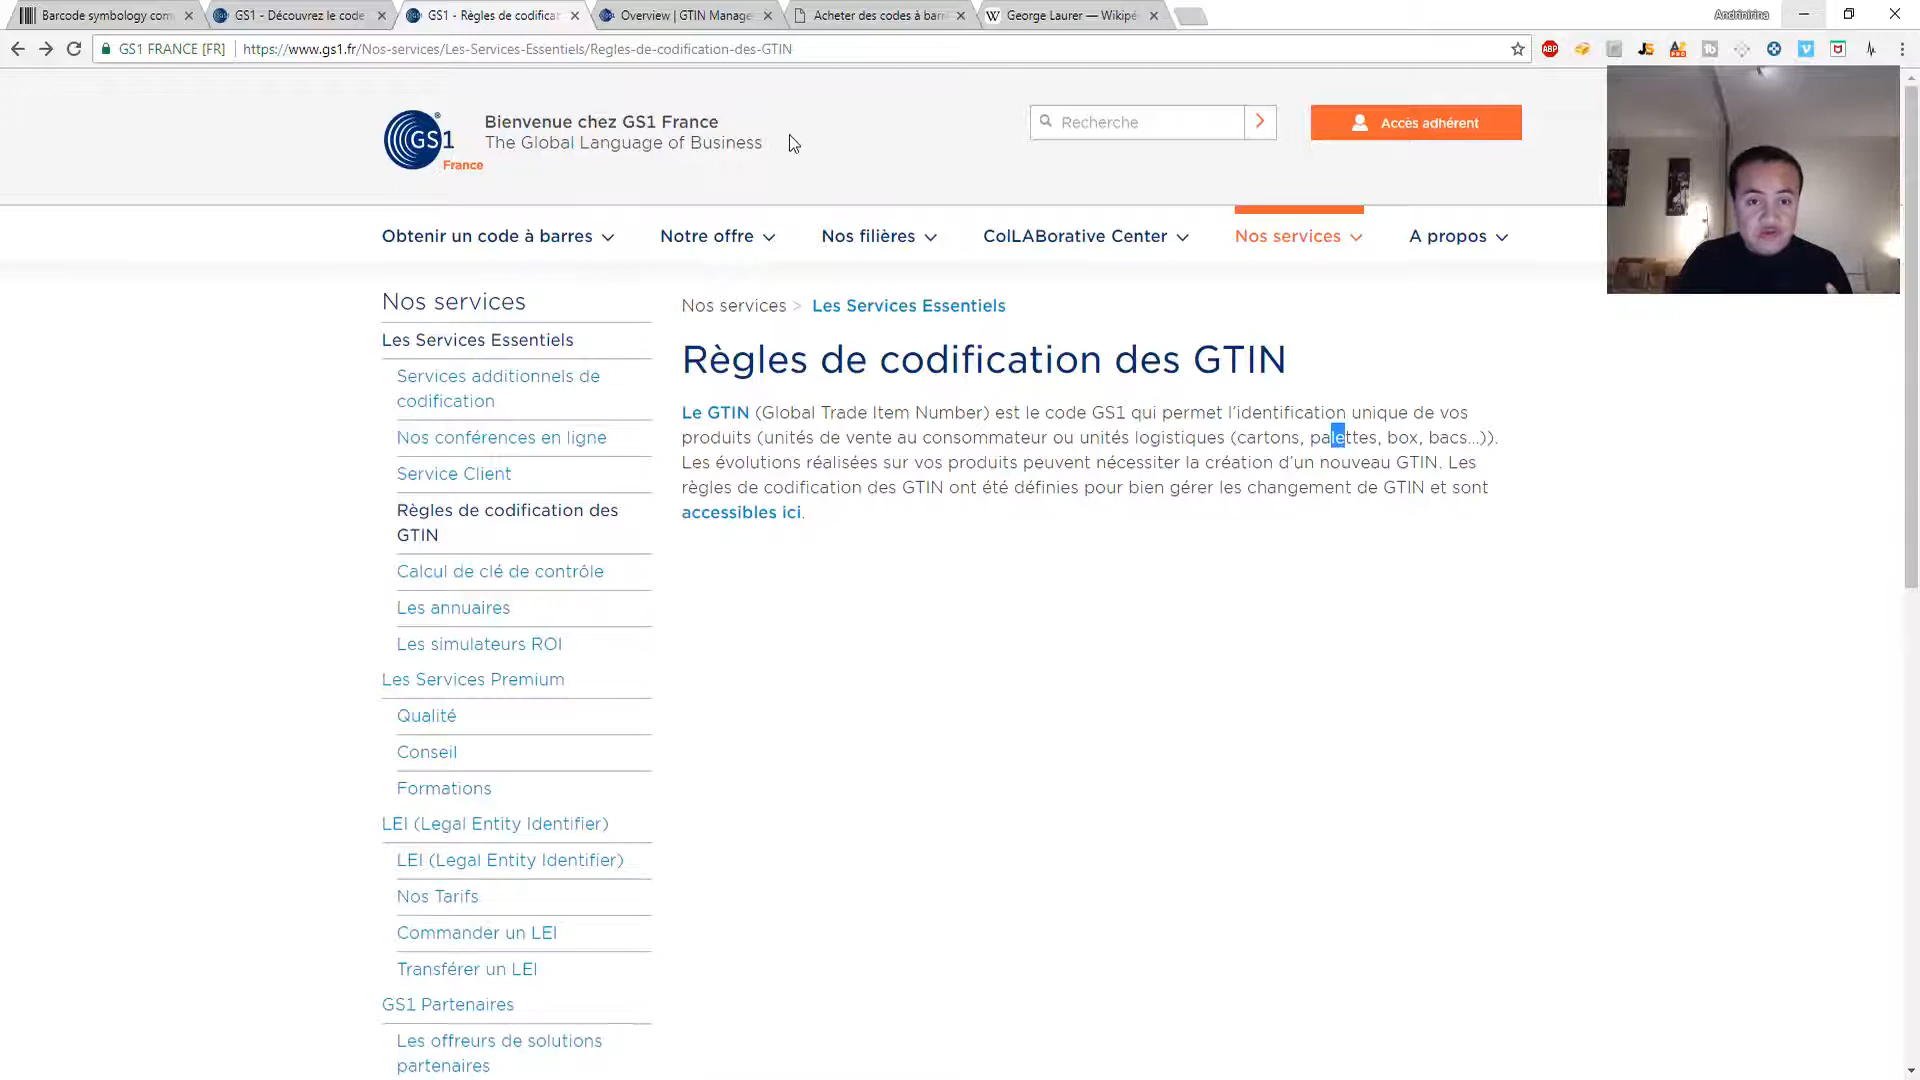 Barcode symbology com
GS1 - Découvrez le code
GS1 - Règles de codifica
Overview | GTIN Manage
Acheter des codes à barr
George Laurer — Wikipé
Andrinirina
GS1 FRANCE [FR]
https://www.gs1.fr/Nos-services/Les-Services-Essentiels/Regles-de-codification-des-GTIN
ABP
GS1
France
Bienvenue chez GS1 France
The Global Language of Business
Recherche
Accès adhérent
Obtenir un code à barres
Notre offre
Nos filières
ColLABorative Center
Nos services
A propos
Nos services
Les Services Essentiels
Services additionnels de
codification
Nos conférences en ligne
Service Client
Règles de codification des
GTIN
Calcul de clé de contrôle
Les annuaires
Les simulateurs ROI
Les Services Premium
Qualité
Conseil
Formations
LEI (Legal Entity Identifier)
LEI (Legal Entity Identifier)
Nos Tarifs
Commander un LEI
Transférer un LEI
GS1 Partenaires
Les offreurs de solutions
partenaires
Nos services > Les Services Essentiels
Règles de codification des GTIN
Le GTIN (Global Trade Item Number) est le code GS1 qui permet l'identification unique de vos
produits (unités de vente au consommateur ou unités logistiques (cartons, palettes, box, bacs...)).
Les évolutions réalisées sur vos produits peuvent nécessiter la création d'un nouveau GTIN. Les
règles de codification des GTIN ont été définies pour bien gérer les changement de GTIN et sont
accessibles ici.